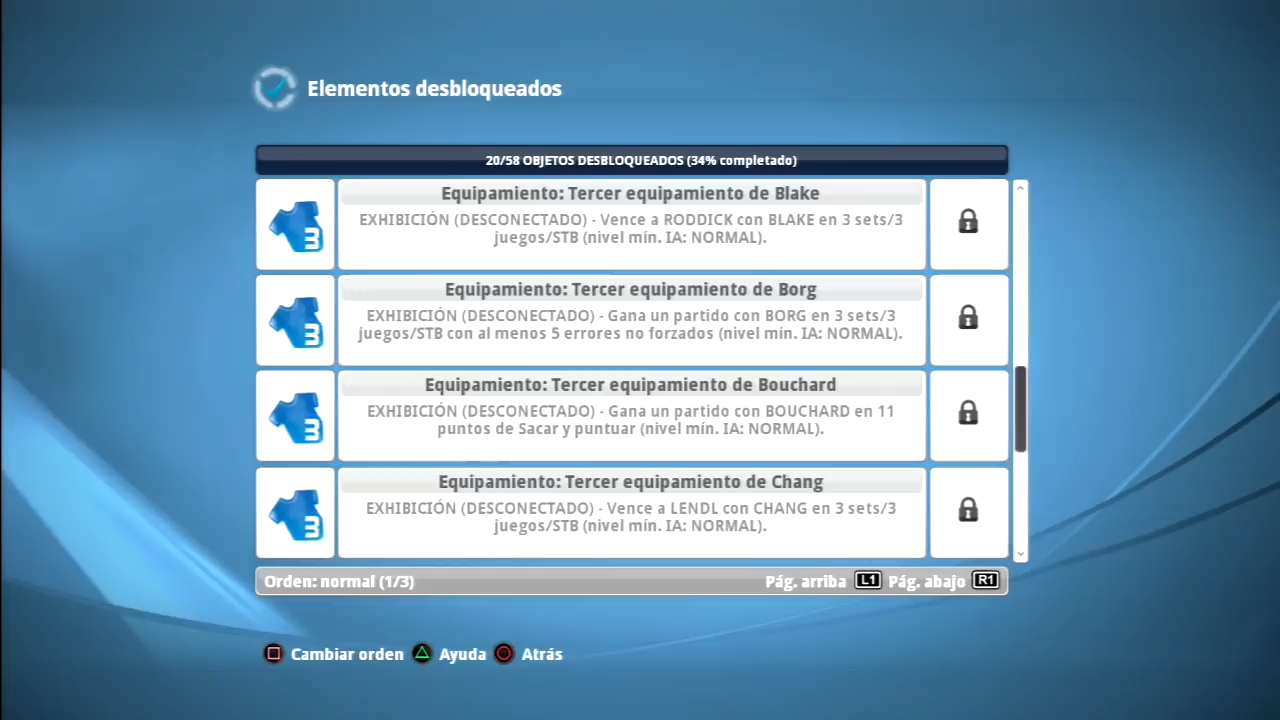 Elementos desbloqueados
20/58 OBJETOS DESBLOQUEADOS (34% completado)
Equipamiento: Tercer equipamiento de Blake
EXHIBICIÓN (DESCONECTADO) - Vence a RODDICK con BLAKE en 3 sets/3
juegos/STB (nivel mín. IA: NORMAL).
3
Equipamiento: Tercer equipamiento de Borg
EXHIBICIÓN (DESCONECTADO) - Gana un partido con BORG en 3 sets/3
juegos/STB con al menos 5 errores no forzados (nivel mín. IA: NORMAL).
3
Equipamiento: Tercer equipamiento de Bouchard
EXHIBICIÓN (DESCONECTADO) - Gana un partido con BOUCHARD en 11
puntos de Sacar y puntuar (nivel mín. IA: NORMAL).
3
Equipamiento: Tercer equipamiento de Chang
EXHIBICIÓN (DESCONECTADO) - Vence a LENDL con CHANG en 3 sets/3
juegos/STB (nivel mín. IA: NORMAL).
3
Orden: normal (1/3) Pág. arriba L1 Pág. abajo R1
Cambiar orden Ayuda Atrás